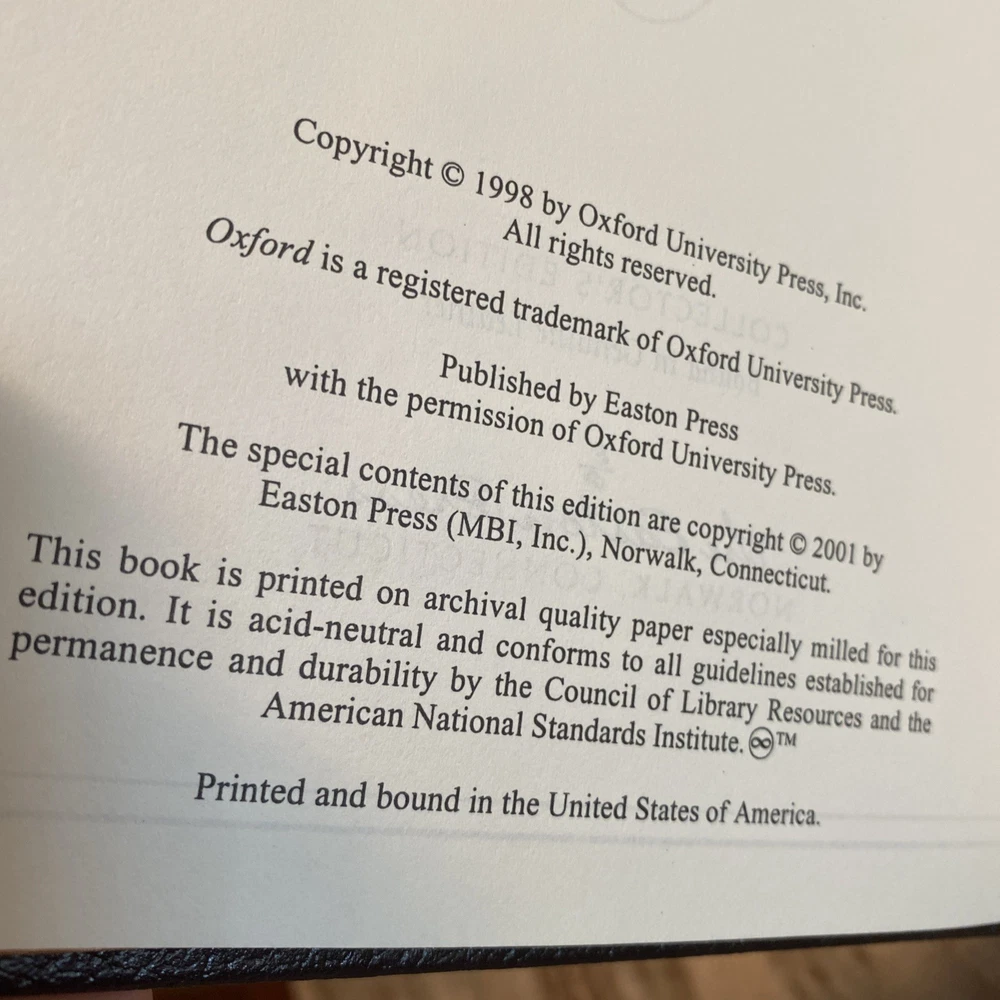 Copyright © 1998 by Oxford University Press, Inc.
All rights reserved.
Oxford is a registered trademark of Oxford University Press.
Published by Easton Press
with the permission of Oxford University Press.
The special contents of this edition are copyright © 2001 by
Easton Press (MBI, Inc.), Norwalk, Connecticut.
This book is printed on archival quality paper especially milled for this
edition. It is acid-neutral and conforms to all guidelines established for
permanence and durability by the Council of Library Resources and the
American National Standards Institute. ♾™
Printed and bound in the United States of America.